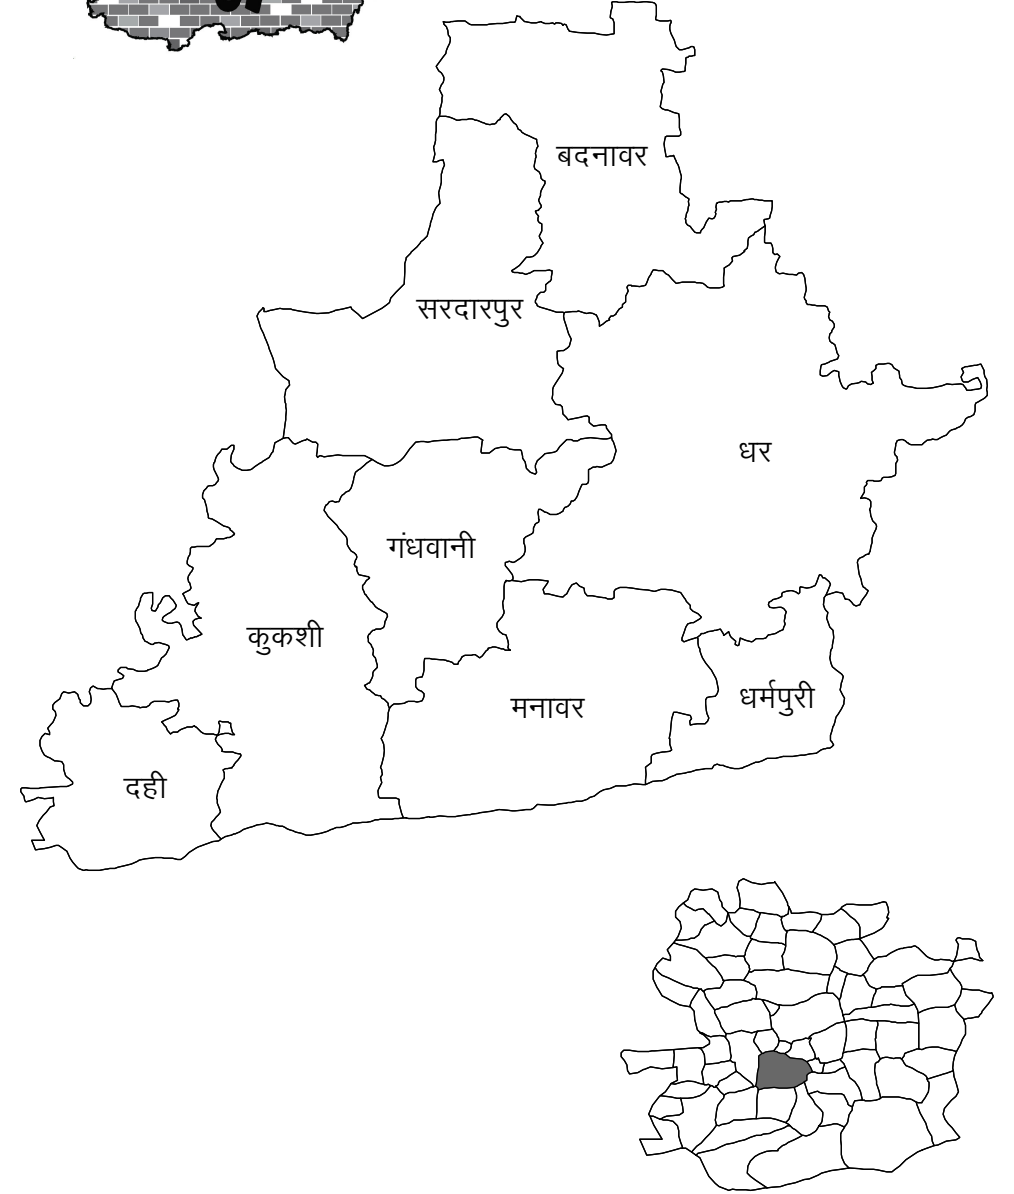 बदनावर
सरदारपुर
धर
गंधवानी
कुकशी
धर्मपुरी
मनावर
दही